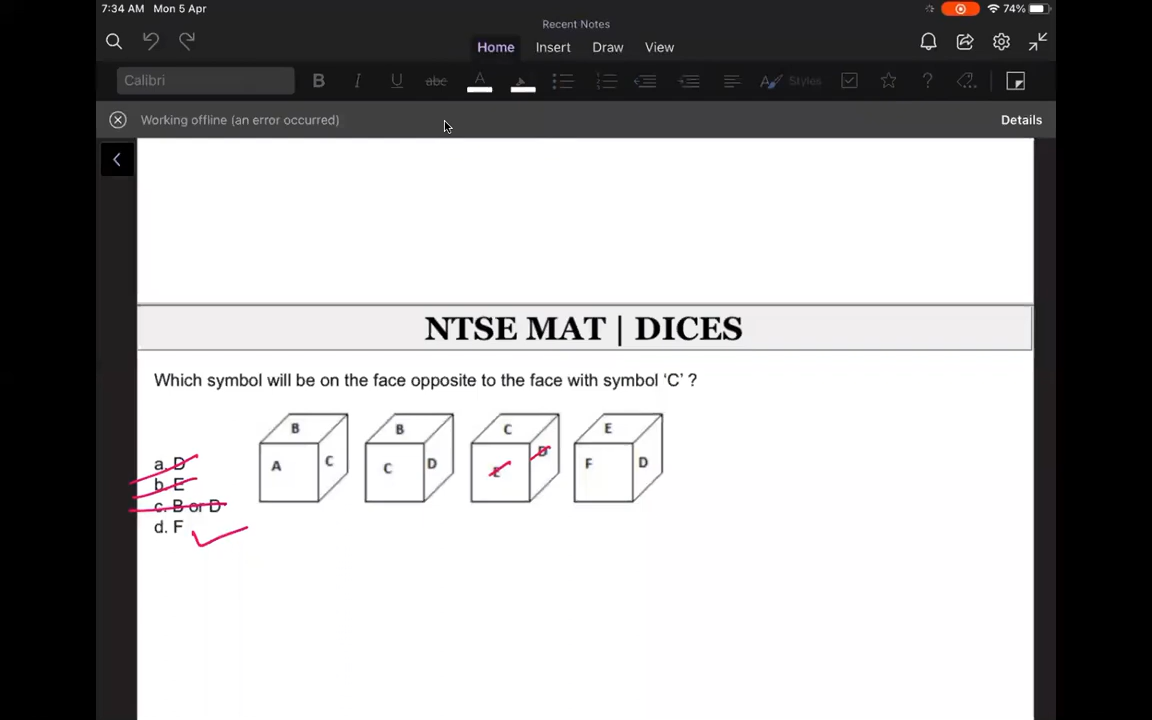 7:34 AM Mon 5 Apr
74%
Recent Notes
Home Insert Draw View
Calibri
B I U abc A Styles ?
Working offline (an error occurred)
Details
NTSE MAT | DICES
Which symbol will be on the face opposite to the face with symbol ‘C’ ?
B B C E
A C C D E D F D
a. D
b. E
c. B or D
d. F